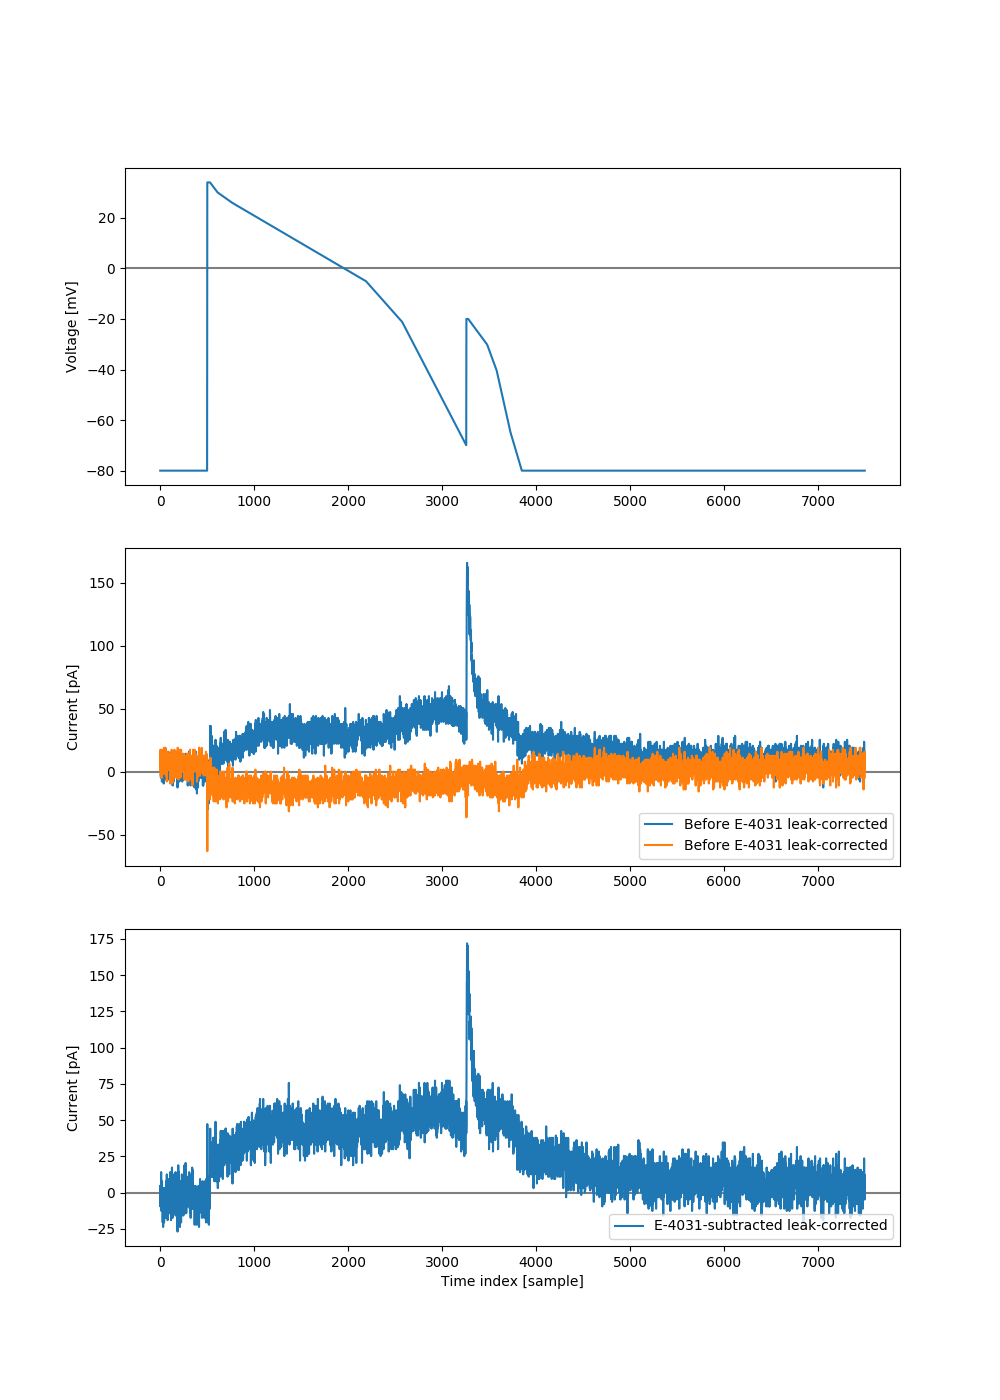 20
0
−20
−40
−60
−80
Voltage [mV]
0 1000 2000 3000 4000 5000 6000 7000
150
100
50
0
−50
Current [pA]
Before E-4031 leak-corrected
Before E-4031 leak-corrected
0 1000 2000 3000 4000 5000 6000 7000
175
150
125
100
75
50
25
0
−25
Current [pA]
E-4031-subtracted leak-corrected
0 1000 2000 3000 4000 5000 6000 7000
Time index [sample]